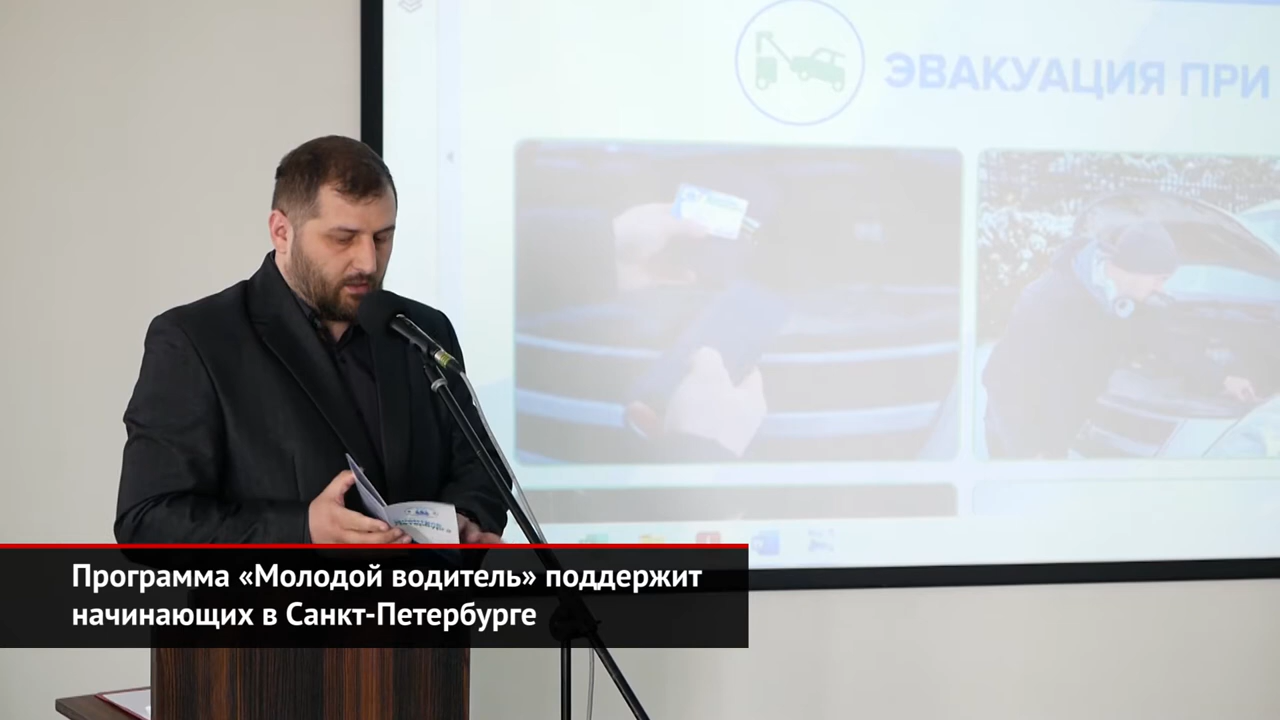 ЭВАКУАЦИЯ ПРИ
Программа «Молодой водитель» поддержит
начинающих в Санкт-Петербурге